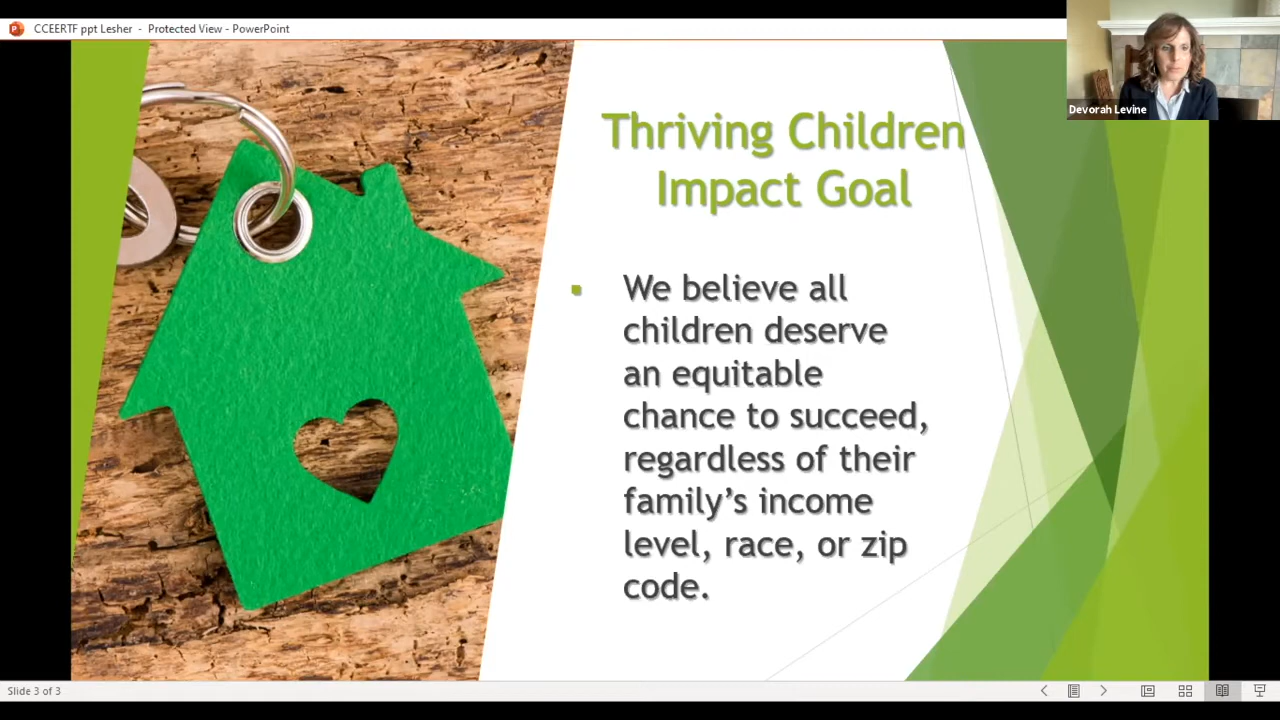 CCEERTF ppt Lesher - Protected View - PowerPoint
Devorah Levine
Thriving Children
Impact Goal
We believe all
children deserve
an equitable
chance to succeed,
regardless of their
family’s income
level, race, or zip
code.
Slide 3 of 3